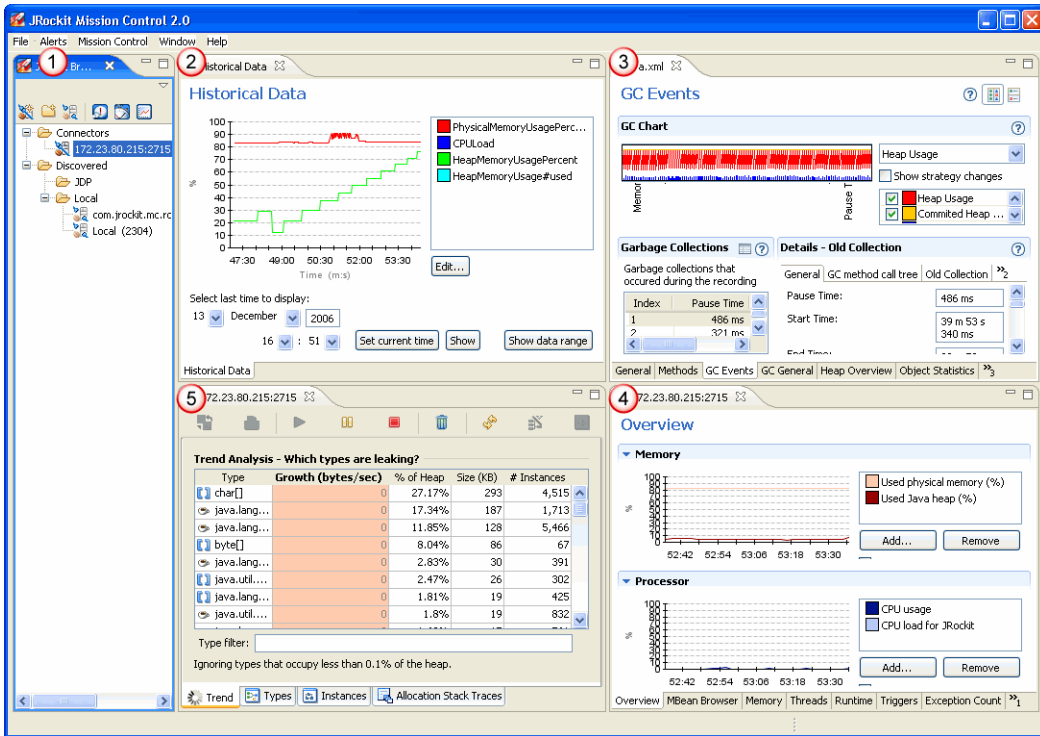 JRockit Mission Control 2.0
File Alerts Mission Control Window Help
1
Br...
Connectors
172.23.80.215:2715
Discovered
JDP
Local
com.jrockit.mc.rc
Local (2304)
2
Historical Data
Historical Data
100
90
80
70
60
50
40
30
20
10
0
%
47:30 49:00 50:30 52:00 53:30
Time (m:s)
PhysicalMemoryUsagePerc...
CPULoad
HeapMemoryUsagePercent
HeapMemoryUsage#used
Edit...
Select last time to display:
13 December 2006
16 : 51 Set current time Show Show data range
Historical Data
3
a.xml
GC Events
GC Chart
Memor
Pause T
Heap Usage
Show strategy changes
Heap Usage
Commited Heap ...
Garbage Collections
Garbage collections that
occured during the recording
Index Pause Time
1 486 ms
2 321 ms
Details - Old Collection
General GC method call tree Old Collection »2
Pause Time: 486 ms
Start Time: 39 m 53 s
340 ms
End Time:
General Methods GC Events GC General Heap Overview Object Statistics »3
5
72.23.80.215:2715
Trend Analysis - Which types are leaking?
Type Growth (bytes/sec) % of Heap Size (KB) # Instances
char[] 0 27.17% 293 4,515
java.lang... 0 17.34% 187 1,713
java.lang... 0 11.85% 128 5,466
byte[] 0 8.04% 86 67
java.lang... 0 2.83% 30 391
java.util.... 0 2.47% 26 302
java.lang... 0 1.81% 19 425
java.util.... 0 1.8% 19 832
Type filter:
Ignoring types that occupy less than 0.1% of the heap.
Trend Types Instances Allocation Stack Traces
4
72.23.80.215:2715
Overview
Memory
100
90
80
70
60
50
40
30
20
10
0
%
52:42 52:54 53:06 53:18 53:30
Used physical memory (%)
Used Java heap (%)
Add... Remove
Processor
100
90
80
70
60
50
40
30
20
10
0
%
52:42 52:54 53:06 53:18 53:30
CPU usage
CPU load for JRockit
Add... Remove
Overview MBean Browser Memory Threads Runtime Triggers Exception Count »1